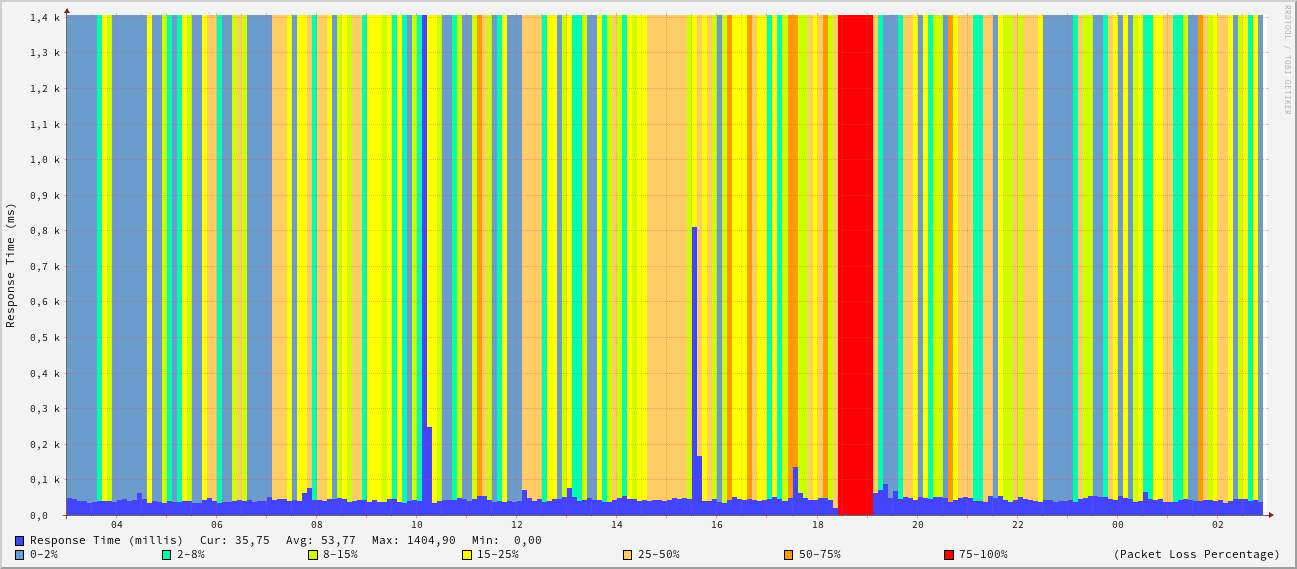 1,4 k
1,3 k
1,2 k
1,1 k
1,0 k
0,9 k
0,8 k
0,7 k
0,6 k
0,5 k
0,4 k
0,3 k
0,2 k
0,1 k
0,0
Response Time (ms)
RRDTOOL / TOBI OETIKER
04 06 08 10 12 14 16 18 20 22 00 02
Response Time (millis) Cur: 35,75 Avg: 53,77 Max: 1404,90 Min: 0,00
0-2% 2-8% 8-15% 15-25% 25-50% 50-75% 75-100% (Packet Loss Percentage)